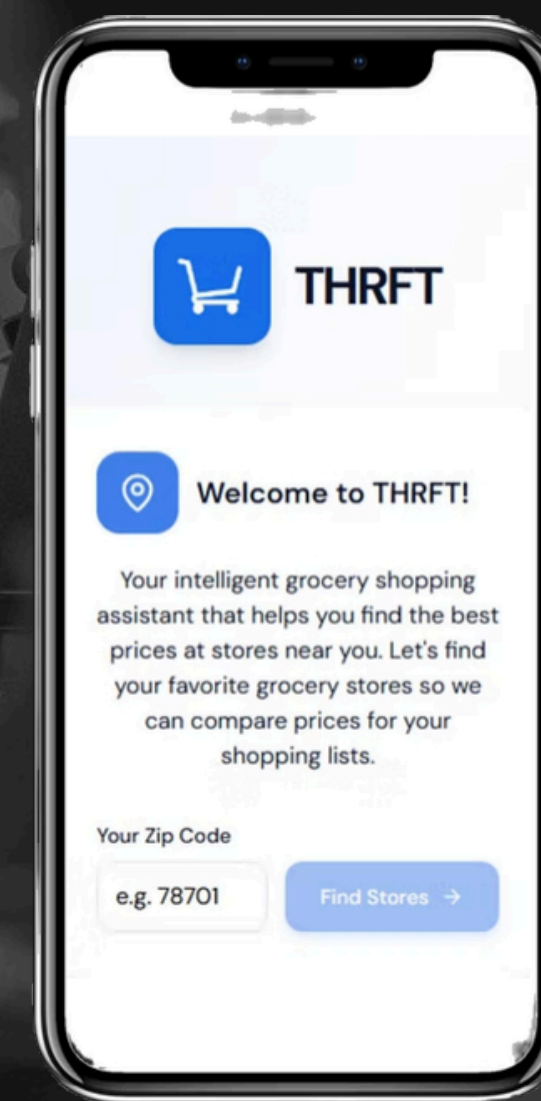 THRFT
Welcome to THRFT!
Your intelligent grocery shopping
assistant that helps you find the best
prices at stores near you. Let's find
your favorite grocery stores so we
can compare prices for your
shopping lists.
Your Zip Code
e.g. 78701
Find Stores →